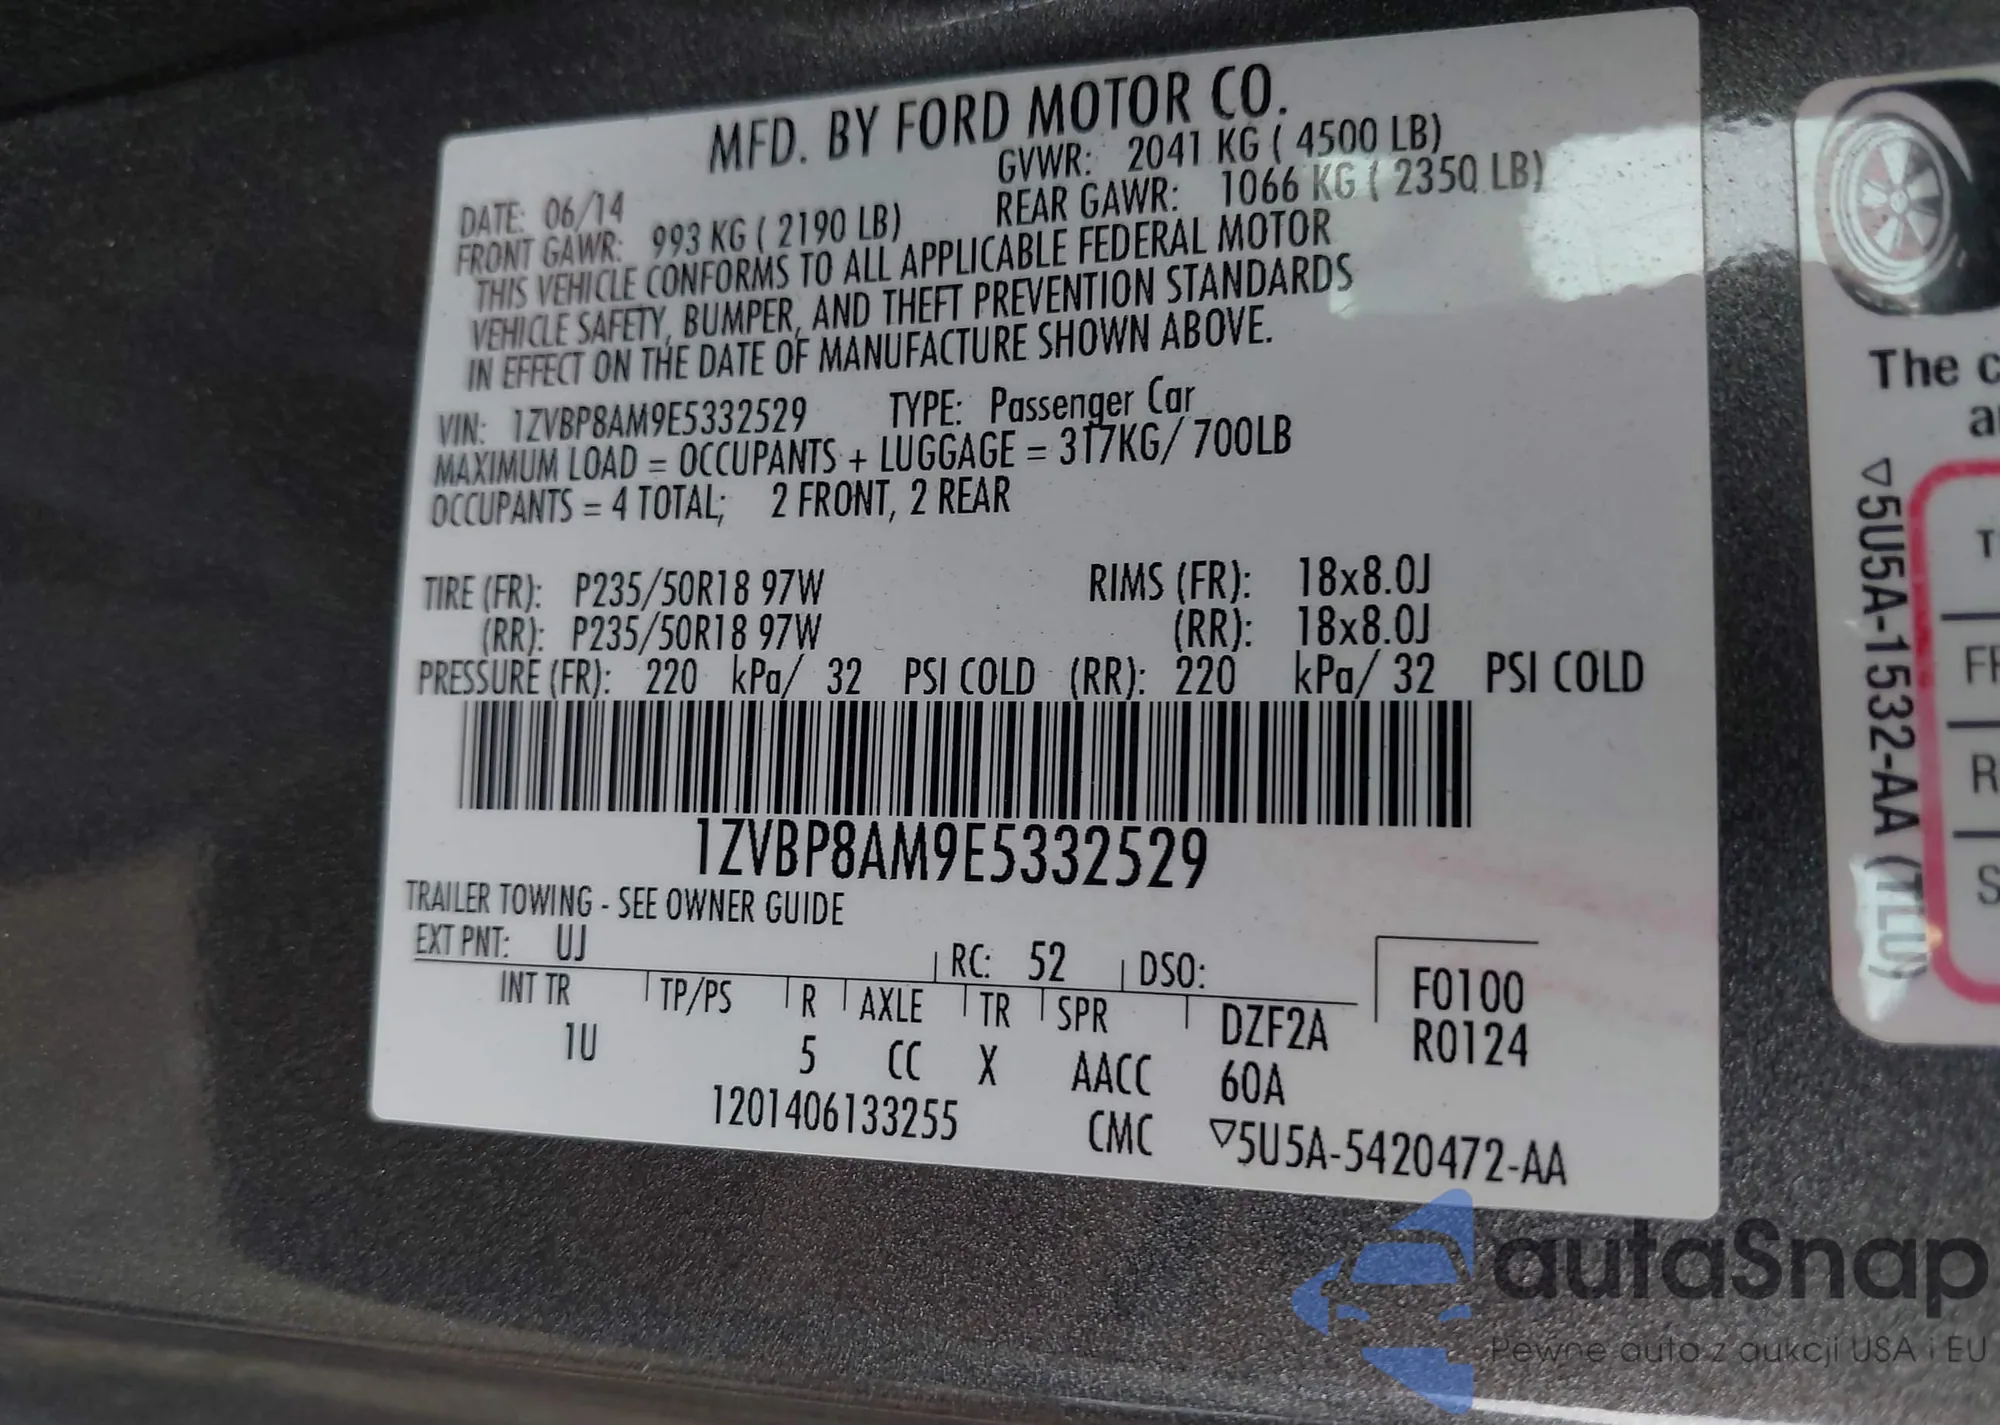 MFD. BY FORD MOTOR CO.
DATE: 06/14 GVWR: 2041 KG ( 4500 LB)
FRONT GAWR: 993 KG ( 2190 LB) REAR GAWR: 1066 KG ( 2350 LB)
THIS VEHICLE CONFORMS TO ALL APPLICABLE FEDERAL MOTOR
VEHICLE SAFETY, BUMPER, AND THEFT PREVENTION STANDARDS
IN EFFECT ON THE DATE OF MANUFACTURE SHOWN ABOVE.
VIN: 1ZVBP8AM9E5332529 TYPE: Passenger Car
MAXIMUM LOAD = OCCUPANTS + LUGGAGE = 317KG/ 700LB
OCCUPANTS = 4 TOTAL; 2 FRONT, 2 REAR
TIRE (FR): P235/50R18 97W RIMS (FR): 18x8.0J
(RR): P235/50R18 97W (RR): 18x8.0J
PRESSURE (FR): 220 kPa/ 32 PSI COLD (RR): 220 kPa/ 32 PSI COLD
1ZVBP8AM9E5332529
TRAILER TOWING - SEE OWNER GUIDE
EXT PNT: UJ RC: 52 DSO:
INT TR TP/PS R AXLE TR SPR DZF2A F0100
1U 5 CC X AACC 60A R0124
1201406133255 CMC ▽5U5A-5420472-AA
The
▽5U5A-1532-AA (TLU)
autaSnap
Pewne auto z aukcji USA i EU